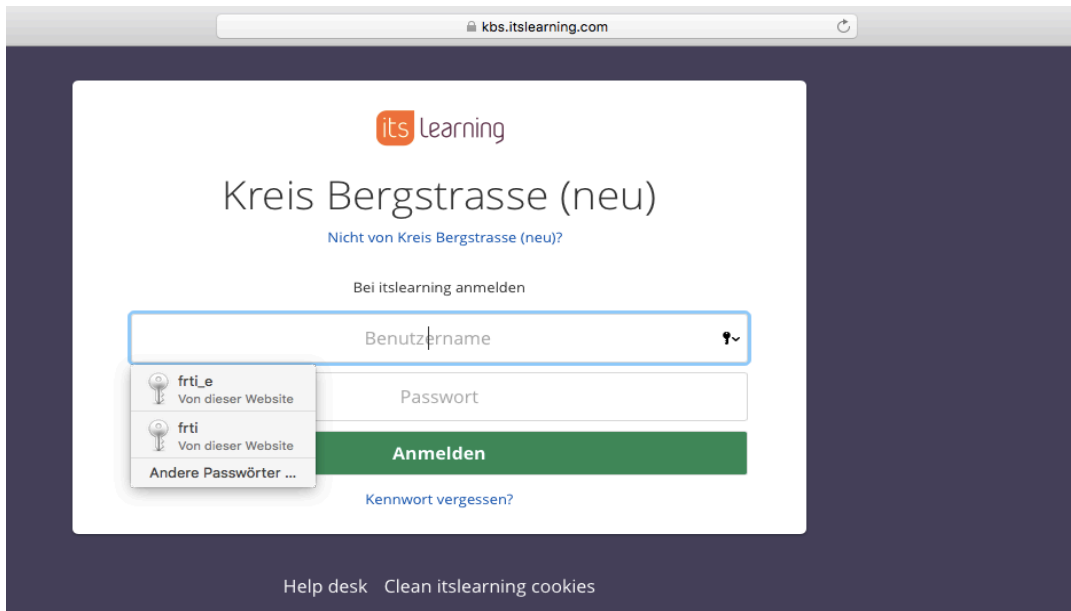 kbs.itslearning.com
its learning
Kreis Bergstrasse (neu)
Nicht von Kreis Bergstrasse (neu)?
Bei itslearning anmelden
Benutzername
frti_e
Von dieser Website
Passwort
frti
Von dieser Website
Anmelden
Andere Passwörter ...
Kennwort vergessen?
Help desk Clean itslearning cookies